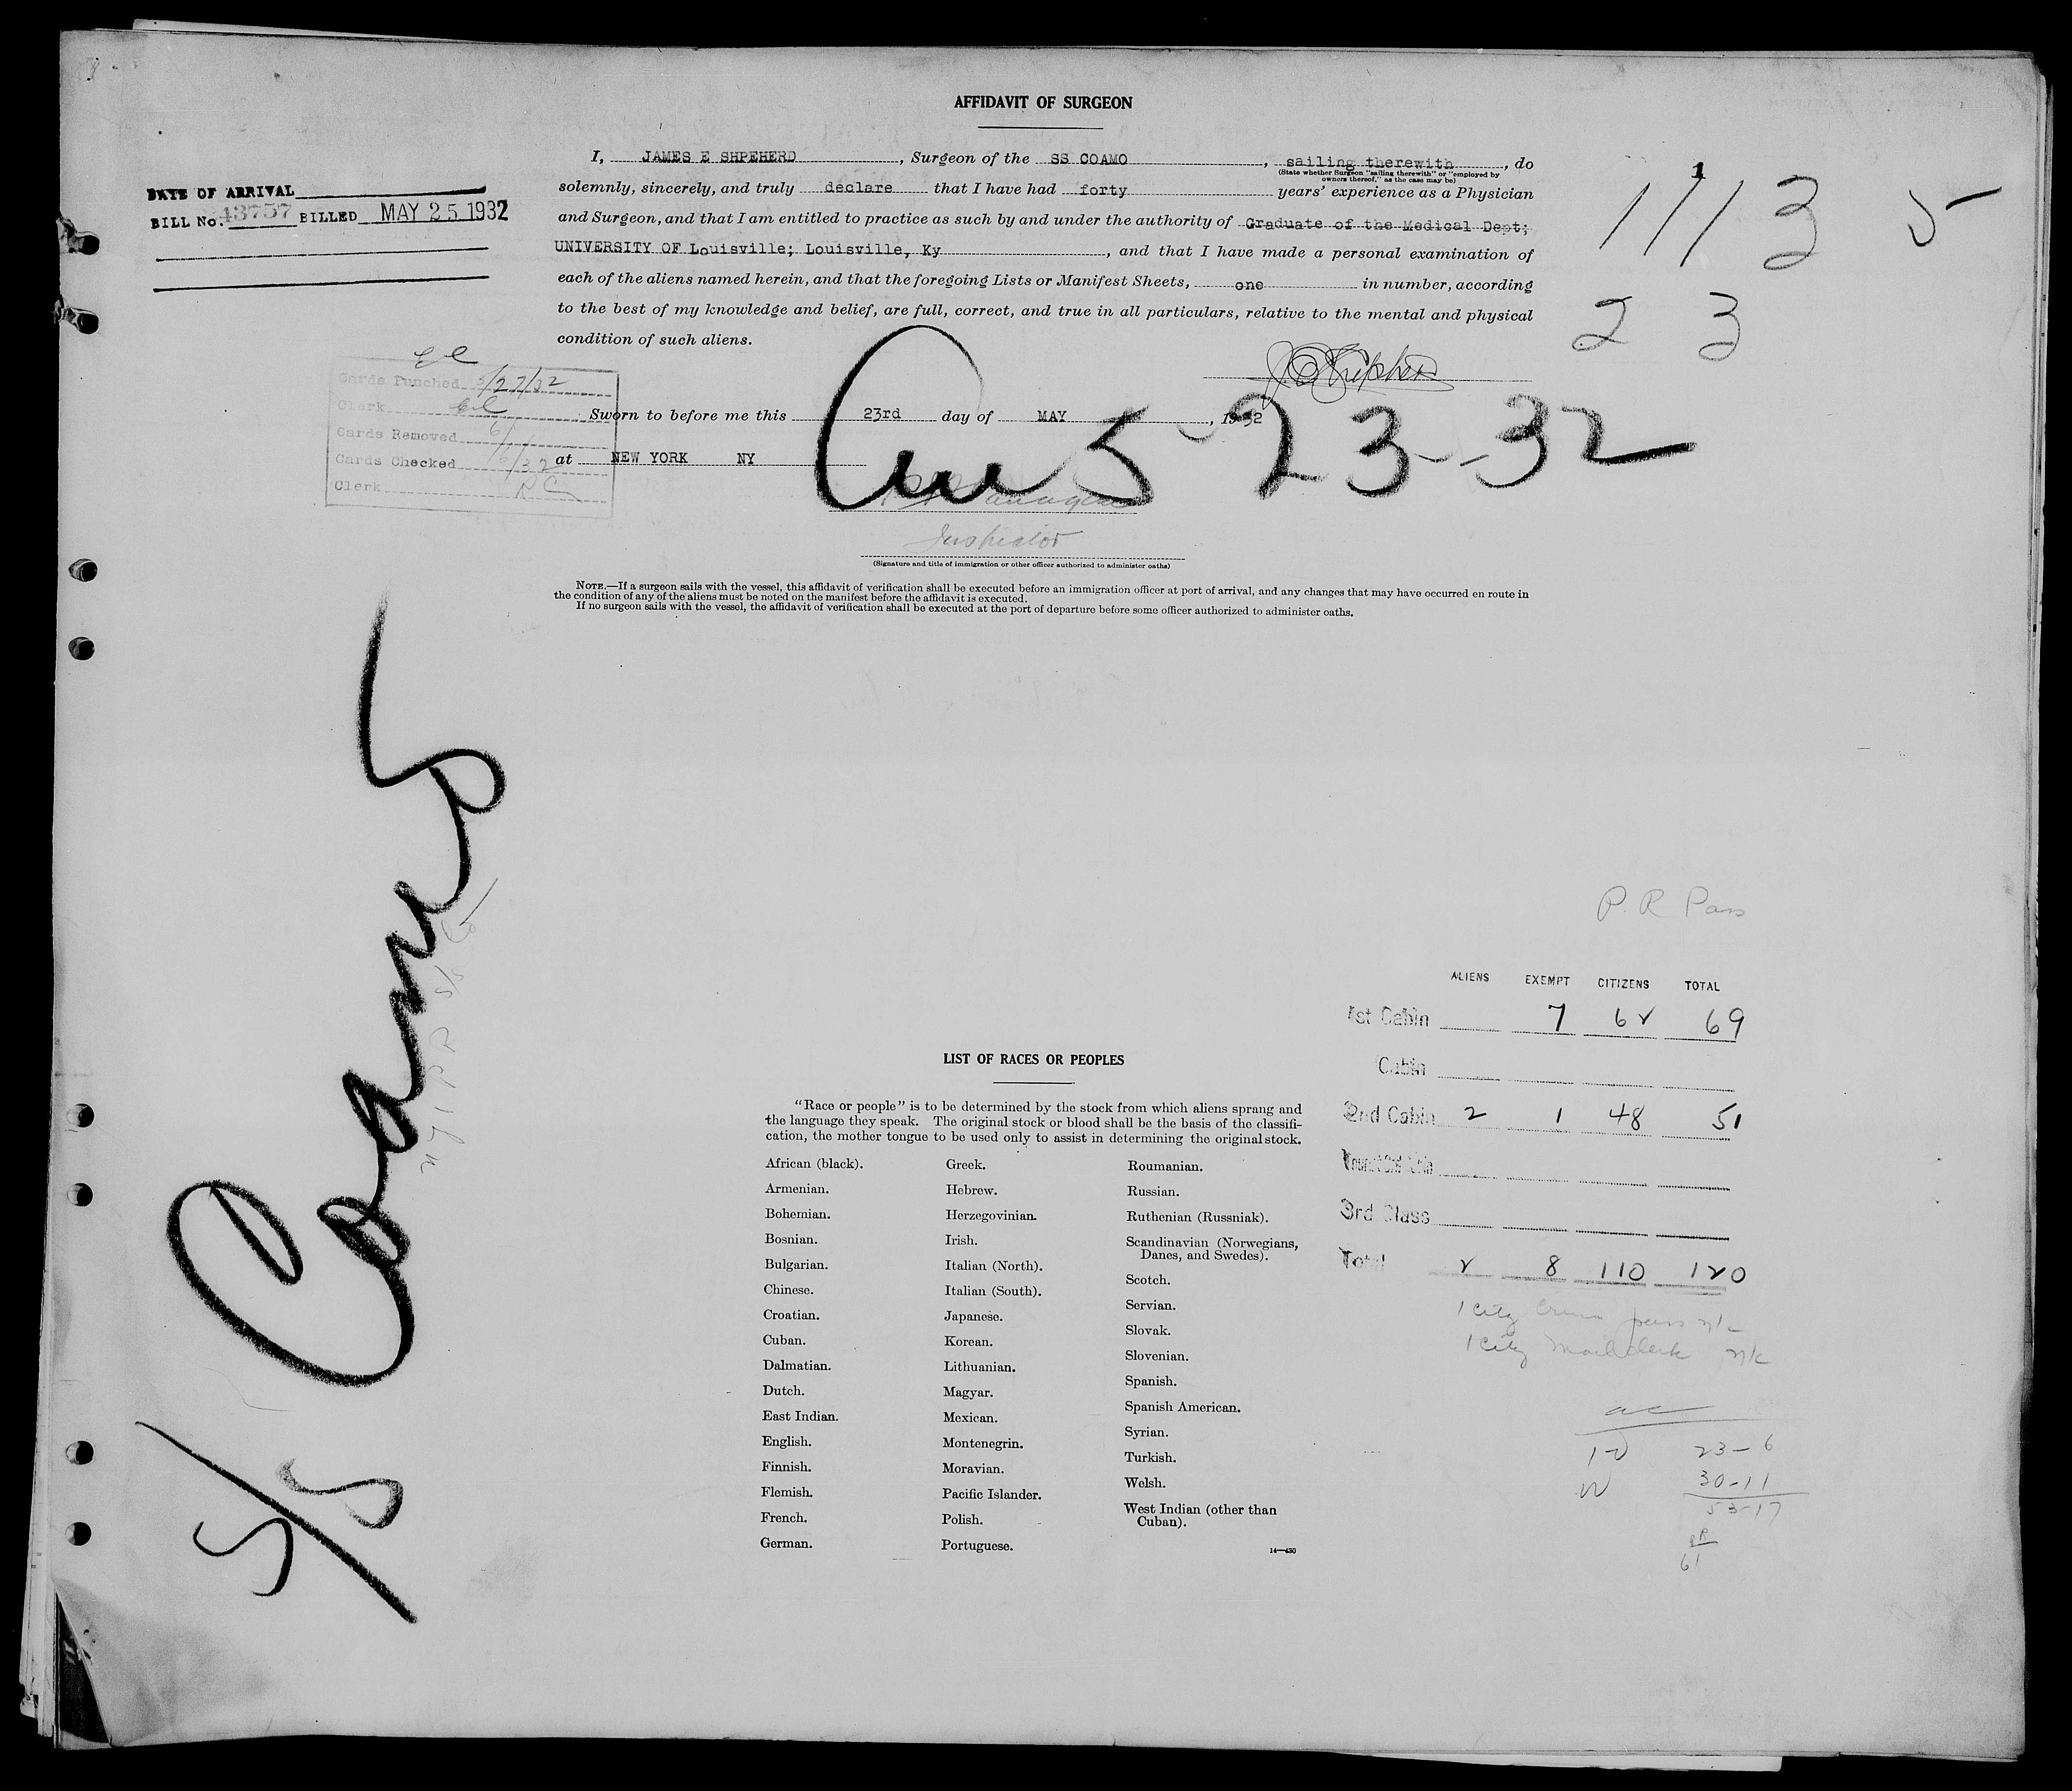 AFFIDAVIT OF SURGEON
I, JAMES E SHPEHERD, Surgeon of the SS COAMO, sailing therewith, do
(State whether Surgeon "sailing therewith" or "employed by
owners thereof," as the case may be)
solemnly, sincerely, and truly declare that I have had forty years' experience as a Physician
and Surgeon, and that I am entitled to practice as such by and under the authority of Graduate of the Medical Dept;
UNIVERSITY OF Louisville; Louisville, Ky, and that I have made a personal examination of
each of the aliens named herein, and that the foregoing Lists or Manifest Sheets, one in number, according
to the best of my knowledge and belief, are full, correct, and true in all particulars, relative to the mental and physical
condition of such aliens.
DATE OF ARRIVAL
BILL No. 43757 BILLED MAY 25 1932
1
1113 5
2 3
Cards Punched 5/27/32
Clerk
Cards Removed
Cards Checked 6/6/32
Clerk
Sworn to before me this 23rd day of MAY, 1932
at NEW YORK NY
5-23-32
Inspector
(Signature and title of immigration or other officer authorized to administer oaths)
NOTE.—If a surgeon sails with the vessel, this affidavit of verification shall be executed before an immigration officer at port of arrival, and any changes that may have occurred en route in
the condition of any of the aliens must be noted on the manifest before the affidavit is executed.
If no surgeon sails with the vessel, the affidavit of verification shall be executed at the port of departure before some officer authorized to administer oaths.
S/S Coamo
P. R Pass
ALIENS EXEMPT CITIZENS TOTAL
1st Cabin 7 62 69
Cabin
2nd Cabin 2 1 48 51
3rd Class
Total 2 8 110 120
1 city
1 city mail clerk
23-6
30-11
53-17
61
LIST OF RACES OR PEOPLES
"Race or people" is to be determined by the stock from which aliens sprang and
the language they speak. The original stock or blood shall be the basis of the classifi-
cation, the mother tongue to be used only to assist in determining the original stock.
African (black).
Armenian.
Bohemian.
Bosnian.
Bulgarian.
Chinese.
Croatian.
Cuban.
Dalmatian.
Dutch.
East Indian.
English.
Finnish.
Flemish.
French.
German.
Greek.
Hebrew.
Herzegovinian.
Irish.
Italian (North).
Italian (South).
Japanese.
Korean.
Lithuanian.
Magyar.
Mexican.
Montenegrin.
Moravian.
Pacific Islander.
Polish.
Portuguese.
Roumanian.
Russian.
Ruthenian (Russniak).
Scandinavian (Norwegians,
Danes, and Swedes).
Scotch.
Servian.
Slovak.
Slovenian.
Spanish.
Spanish American.
Syrian.
Turkish.
Welsh.
West Indian (other than
Cuban).
14—430